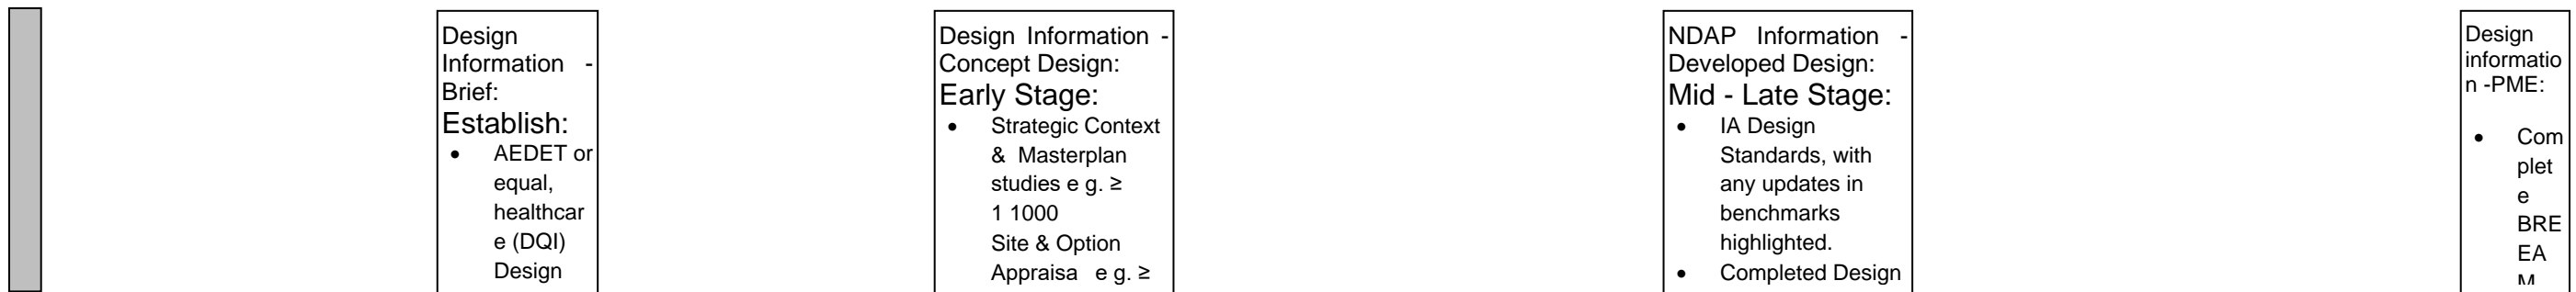 Design
Information -
Brief:
Establish:
• AEDET or
equal,
healthcar
e (DQI)
Design
Design Information -
Concept Design:
Early Stage:
• Strategic Context
& Masterplan
studies e g. ≥
1 1000
Site & Option
Appraisa e g. ≥
NDAP Information -
Developed Design:
Mid - Late Stage:
• IA Design
Standards, with
any updates in
benchmarks
highlighted.
• Completed Design
Design
informatio
n -PME:
• Com
plet
e
BRE
EA
M